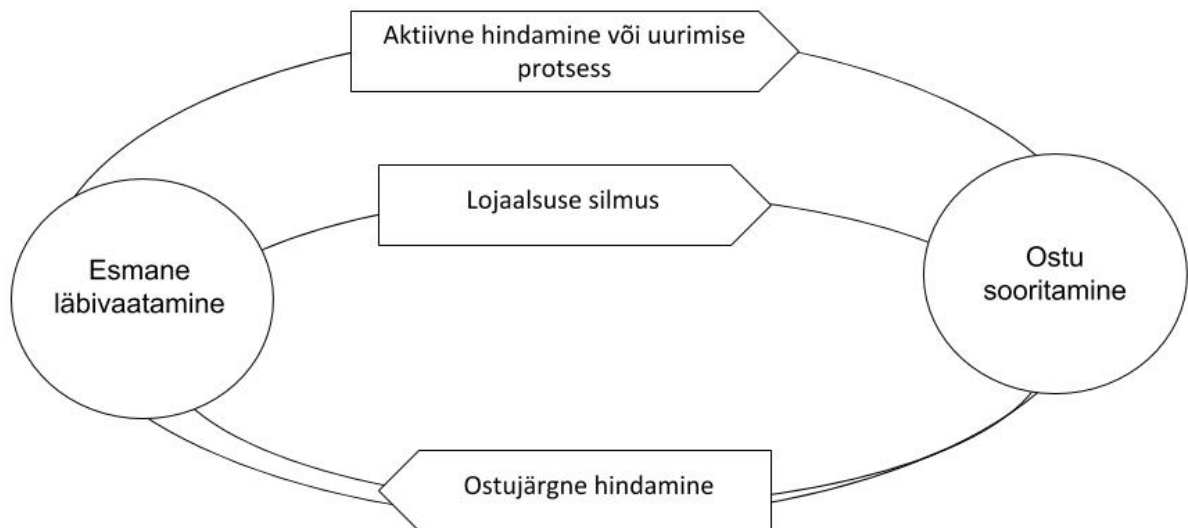 Aktiivne hindamine või uurimise
protsess
Lojaalsuse silmus
Esmane
läbivaatamine
Ostu
sooritamine
Ostujärgne hindamine